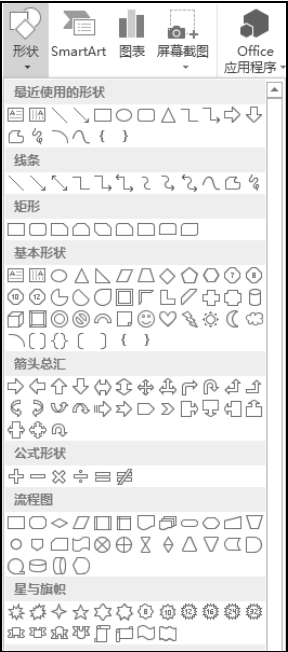 形状 SmartArt 图表 屏幕截图 Office
应用程序
最近使用的形状
线条
矩形
基本形状
箭头总汇
公式形状
流程图
星与旗帜